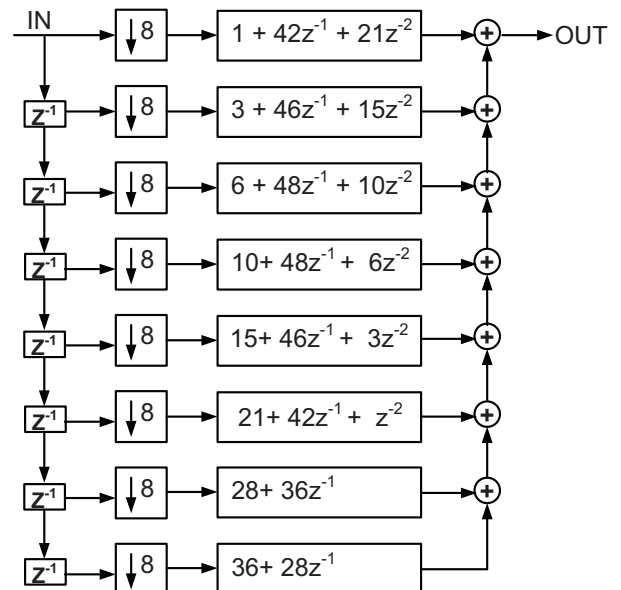 IN
↓8
1 + 42z⁻¹ + 21z⁻²
+
OUT
Z⁻¹
↓8
3 + 46z⁻¹ + 15z⁻²
+
Z⁻¹
↓8
6 + 48z⁻¹ + 10z⁻²
+
Z⁻¹
↓8
10+ 48z⁻¹ + 6z⁻²
+
Z⁻¹
↓8
15+ 46z⁻¹ + 3z⁻²
+
Z⁻¹
↓8
21+ 42z⁻¹ + z⁻²
+
Z⁻¹
↓8
28+ 36z⁻¹
+
Z⁻¹
↓8
36+ 28z⁻¹